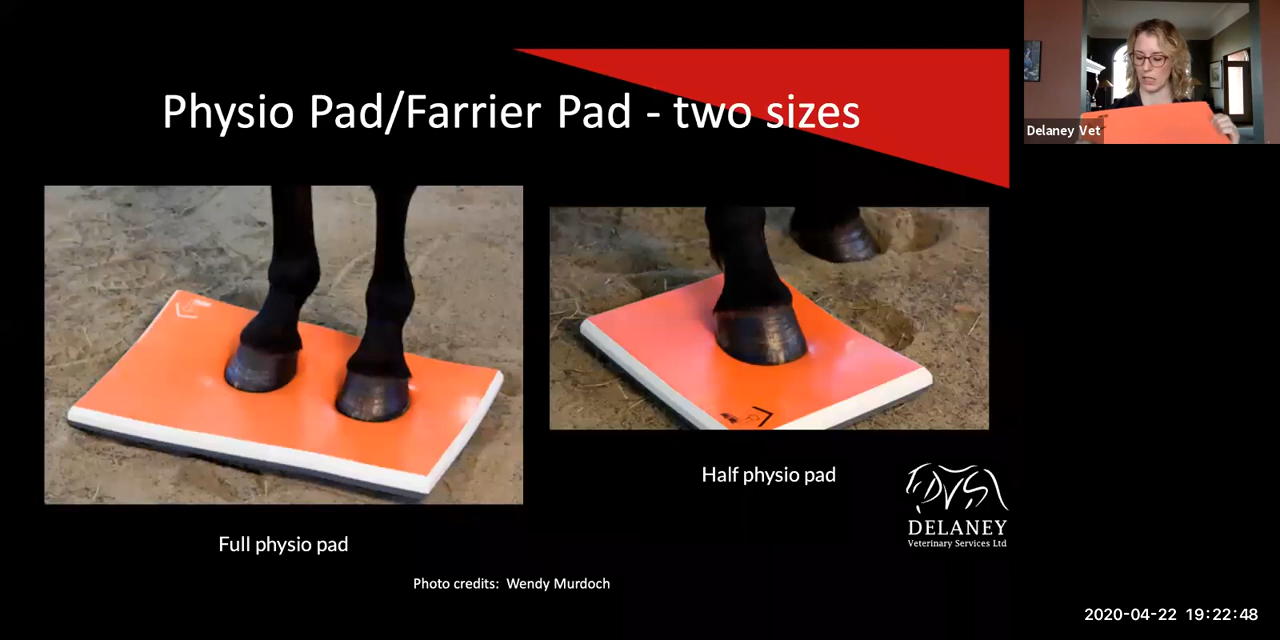 Physio Pad/Farrier Pad - two sizes
Delaney Vet
Half physio pad
DVS
DELANEY
Veterinary Services Ltd
Full physio pad
Photo credits: Wendy Murdoch
2020-04-22 19:22:48